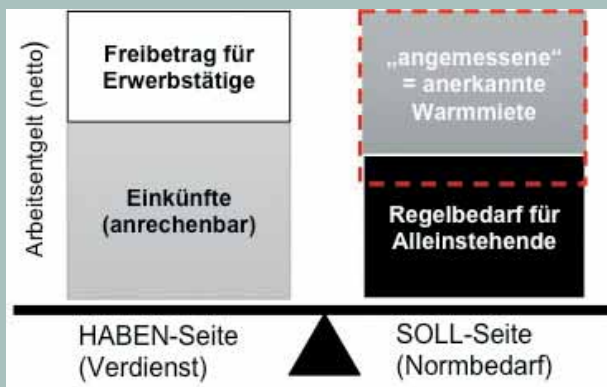 Arbeitsentgelt (netto)
Freibetrag für
Erwerbstätige
Einkünfte
(anrechenbar)
„angemessene“
= anerkannte
Warmmiete
Regelbedarf für
Alleinstehende
HABEN-Seite
(Verdienst)
SOLL-Seite
(Normbedarf)